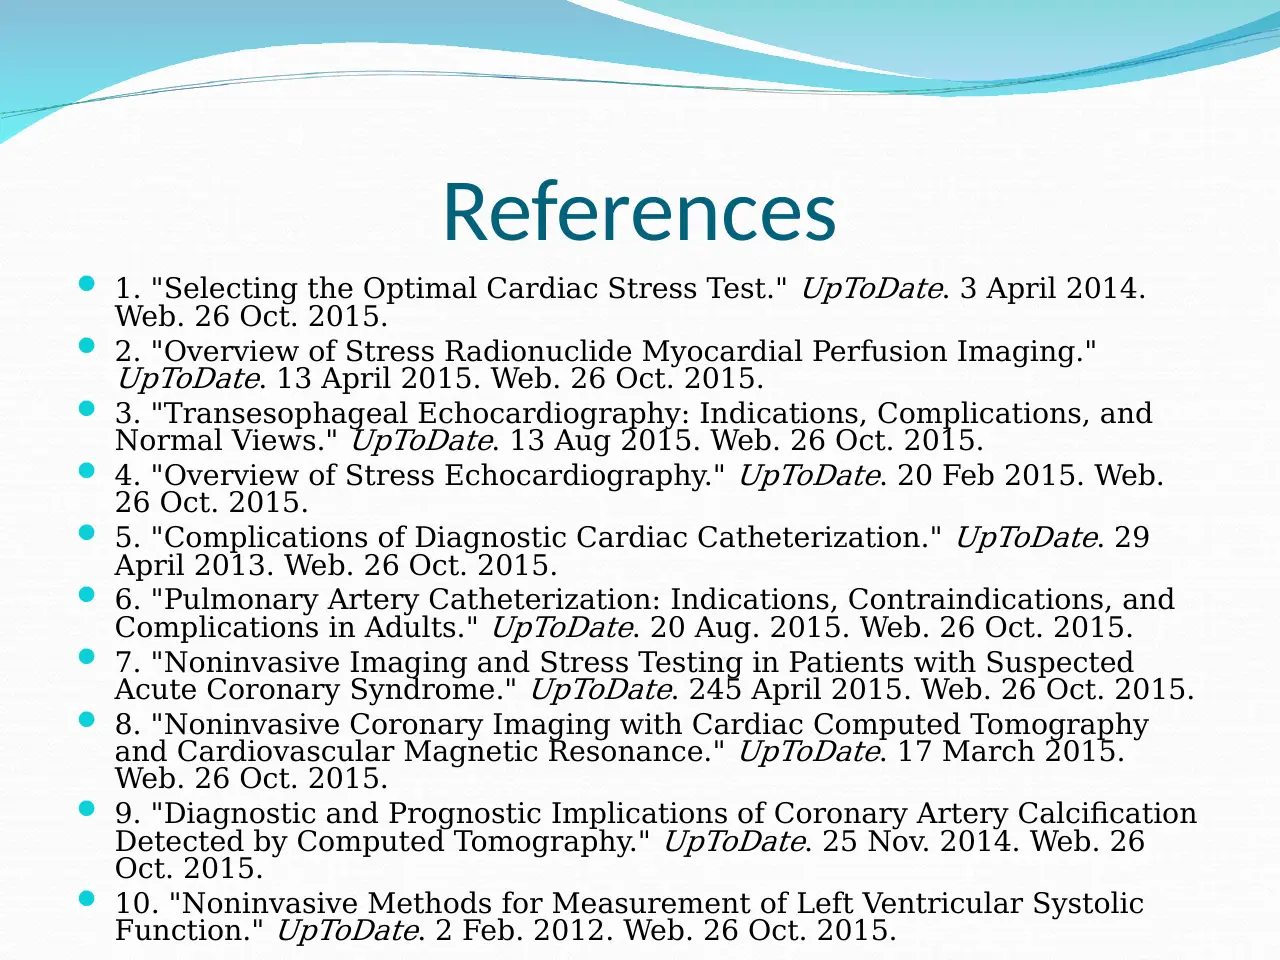 References
1. "Selecting the Optimal Cardiac Stress Test." UpToDate. 3 April 2014.
Web. 26 Oct. 2015.
2. "Overview of Stress Radionuclide Myocardial Perfusion Imaging."
UpToDate. 13 April 2015. Web. 26 Oct. 2015.
3. "Transesophageal Echocardiography: Indications, Complications, and
Normal Views." UpToDate. 13 Aug 2015. Web. 26 Oct. 2015.
4. "Overview of Stress Echocardiography." UpToDate. 20 Feb 2015. Web.
26 Oct. 2015.
5. "Complications of Diagnostic Cardiac Catheterization." UpToDate. 29
April 2013. Web. 26 Oct. 2015.
6. "Pulmonary Artery Catheterization: Indications, Contraindications, and
Complications in Adults." UpToDate. 20 Aug. 2015. Web. 26 Oct. 2015.
7. "Noninvasive Imaging and Stress Testing in Patients with Suspected
Acute Coronary Syndrome." UpToDate. 245 April 2015. Web. 26 Oct. 2015.
8. "Noninvasive Coronary Imaging with Cardiac Computed Tomography
and Cardiovascular Magnetic Resonance." UpToDate. 17 March 2015.
Web. 26 Oct. 2015.
9. "Diagnostic and Prognostic Implications of Coronary Artery Calcification
Detected by Computed Tomography." UpToDate. 25 Nov. 2014. Web. 26
Oct. 2015.
10. "Noninvasive Methods for Measurement of Left Ventricular Systolic
Function." UpToDate. 2 Feb. 2012. Web. 26 Oct. 2015.